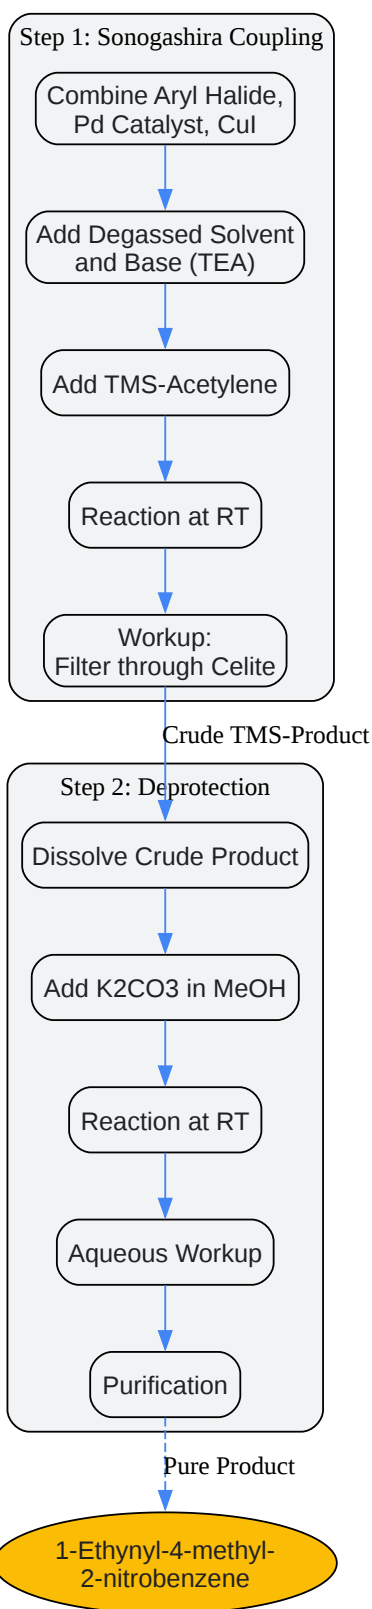 Step 1: Sonogashira Coupling
Combine Aryl Halide,
Pd Catalyst, CuI
Add Degassed Solvent
and Base (TEA)
Add TMS-Acetylene
Reaction at RT
Workup:
Filter through Celite
Crude TMS-Product
Step 2: Deprotection
Dissolve Crude Product
Add K2CO3 in MeOH
Reaction at RT
Aqueous Workup
Purification
Pure Product
1-Ethynyl-4-methyl-
2-nitrobenzene